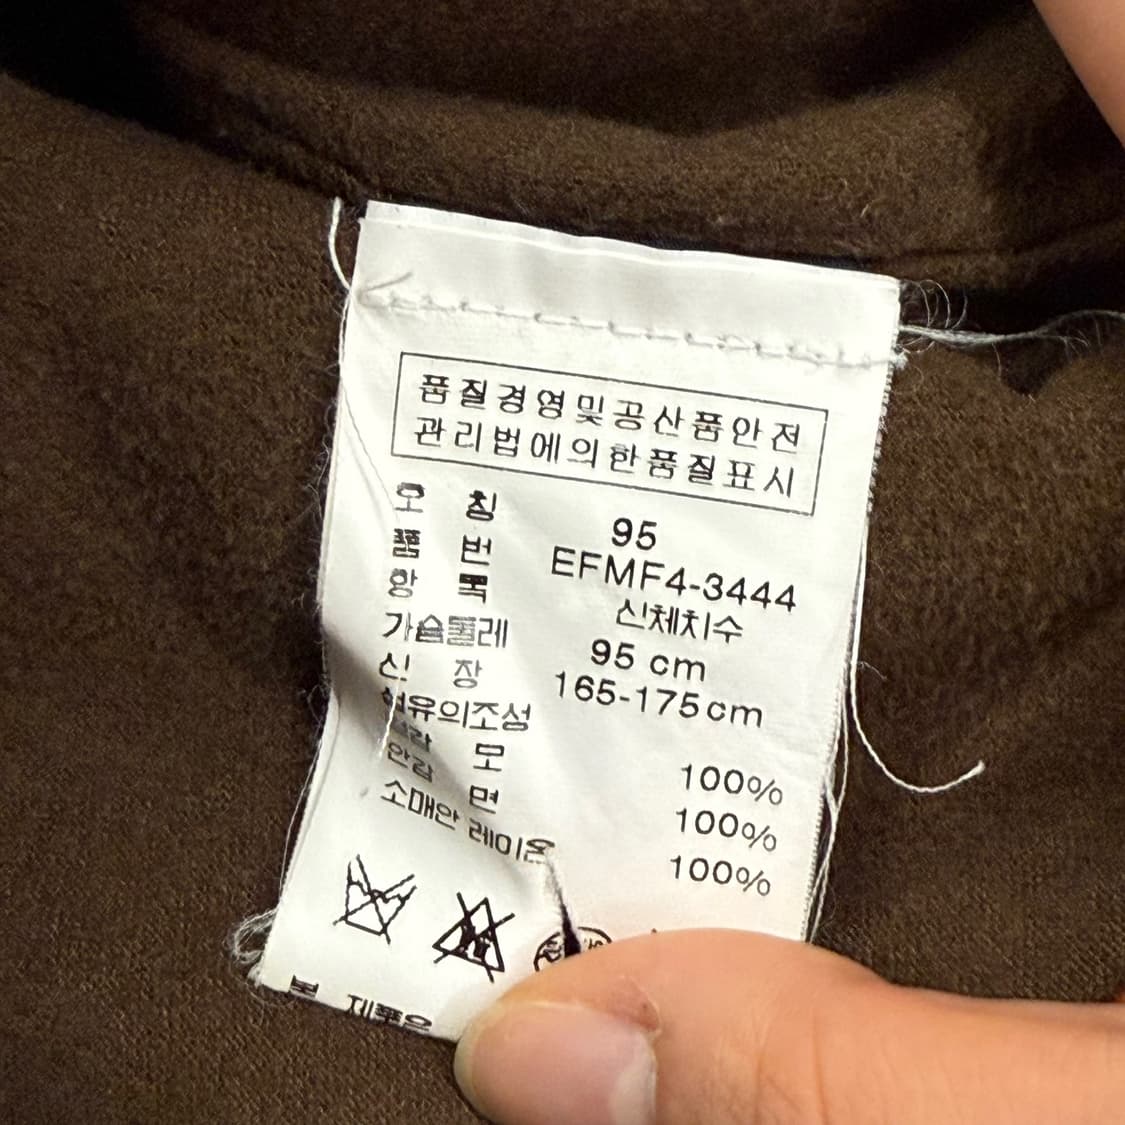 품질경영및공산품안전
관리법에의한품질표시
호 칭 95
품 번 EFMF4-3444
항 목 신체치수
가슴둘레 95 cm
신 장 165-175cm
섬유의조성
겉감 모 100%
안감 면 100%
소매안 레이온 100%
본 제품은